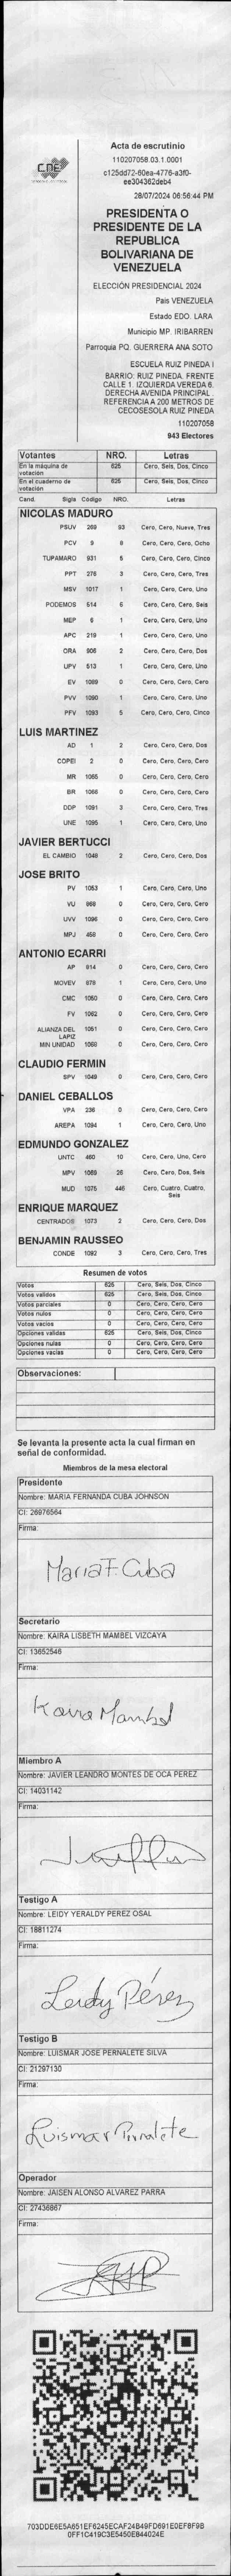 CNE
Acta de escrutinio
110207058.03.1.0001
c125dd72-60ea-4776-a3f0-
ee304362deb4
28/07/2024 06:56:44 PM
PRESIDENTA O
PRESIDENTE DE LA
REPUBLICA
BOLIVARIANA DE
VENEZUELA
ELECCIÓN PRESIDENCIAL 2024
Pais VENEZUELA
Estado EDO. LARA
Municipio MP. IRIBARREN
Parroquia PQ. GUERRERA ANA SOTO
ESCUELA RUIZ PINEDA I
BARRIO: RUIZ PINEDA. FRENTE
CALLE 1. IZQUIERDA VEREDA 6.
DERECHA AVENIDA PRINCIPAL.
REFERENCIA A 200 METROS DE
CECOSESOLA RUIZ PINEDA
110207058
943 Electores
Votantes NRO. Letras
En la máquina de votación 625 Cero, Seis, Dos, Cinco
En el cuaderno de votación 625 Cero, Seis, Dos, Cinco
Cand. Sigla Codigo NRO. Letras
NICOLAS MADURO
PSUV 269 93 Cero, Cero, Nueve, Tres
PCV 9 8 Cero, Cero, Cero, Ocho
TUPAMARO 931 5 Cero, Cero, Cero, Cinco
PPT 275 3 Cero, Cero, Cero, Tres
MSV 1017 1 Cero, Cero, Cero, Uno
PODEMOS 514 6 Cero, Cero, Cero, Seis
MEP 6 1 Cero, Cero, Cero, Uno
APC 219 1 Cero, Cero, Cero, Uno
ORA 906 2 Cero, Cero, Cero, Dos
UPV 513 1 Cero, Cero, Cero, Uno
EV 1089 0 Cero, Cero, Cero, Cero
PVV 1090 1 Cero, Cero, Cero, Uno
PFV 1093 5 Cero, Cero, Cero, Cinco
LUIS MARTINEZ
AD 1 2 Cero, Cero, Cero, Dos
COPEI 2 0 Cero, Cero, Cero, Cero
MR 1065 0 Cero, Cero, Cero, Cero
BR 1066 0 Cero, Cero, Cero, Cero
DDP 1091 3 Cero, Cero, Cero, Tres
UNE 1095 1 Cero, Cero, Cero, Uno
JAVIER BERTUCCI
EL CAMBIO 1048 2 Cero, Cero, Cero, Dos
JOSE BRITO
PV 1053 1 Cero, Cero, Cero, Uno
VU 968 0 Cero, Cero, Cero, Cero
UVV 1096 0 Cero, Cero, Cero, Cero
MPJ 458 0 Cero, Cero, Cero, Cero
ANTONIO ECARRI
AP 914 0 Cero, Cero, Cero, Cero
MOVEV 879 1 Cero, Cero, Cero, Uno
CMC 1050 0 Cero, Cero, Cero, Cero
FV 1062 0 Cero, Cero, Cero, Cero
ALIANZA DEL LAPIZ 1051 0 Cero, Cero, Cero, Cero
MIN UNIDAD 1068 0 Cero, Cero, Cero, Cero
CLAUDIO FERMIN
SPV 1049 0 Cero, Cero, Cero, Cero
DANIEL CEBALLOS
VPA 236 0 Cero, Cero, Cero, Cero
AREPA 1094 1 Cero, Cero, Cero, Uno
EDMUNDO GONZALEZ
UNTC 460 10 Cero, Cero, Uno, Cero
MPV 1069 26 Cero, Cero, Dos, Seis
MUD 1075 446 Cero, Cuatro, Cuatro, Seis
ENRIQUE MARQUEZ
CENTRADOS 1073 2 Cero, Cero, Cero, Dos
BENJAMIN RAUSSEO
CONDE 1092 3 Cero, Cero, Cero, Tres
Resumen de votos
Votos 625 Cero, Seis, Dos, Cinco
Votos validos 625 Cero, Seis, Dos, Cinco
Votos parciales 0 Cero, Cero, Cero, Cero
Votos nulos 0 Cero, Cero, Cero, Cero
Votos vacios 0 Cero, Cero, Cero, Cero
Opciones validas 625 Cero, Seis, Dos, Cinco
Opciones nulas 0 Cero, Cero, Cero, Cero
Opciones vacias 0 Cero, Cero, Cero, Cero
Observaciones:
Se levanta la presente acta la cual firman en
señal de conformidad.
Miembros de la mesa electoral
Presidente
Nombre: MARIA FERNANDA CUBA JOHNSON
CI: 26976564
Firma:
Maria F. Cuba
Secretario
Nombre: KAIRA LISBETH MAMBEL VIZCAYA
CI: 13652546
Firma:
Kaira Mambel
Miembro A
Nombre: JAVIER LEANDRO MONTES DE OCA PEREZ
CI: 14031142
Firma:
Testigo A
Nombre: LEIDY YERALDY PEREZ OSAL
CI: 18811274
Firma:
Leidy Pérez
Testigo B
Nombre: LUISMAR JOSE PERNALETE SILVA
CI: 21297130
Firma:
Luismar Pernalete
Operador
Nombre: JAISEN ALONSO ALVAREZ PARRA
CI: 27436867
Firma:
703DDE6E5A651EF6245ECAF24B49FD691E0EF8F9B
0FF1C419C3E5450E844024E